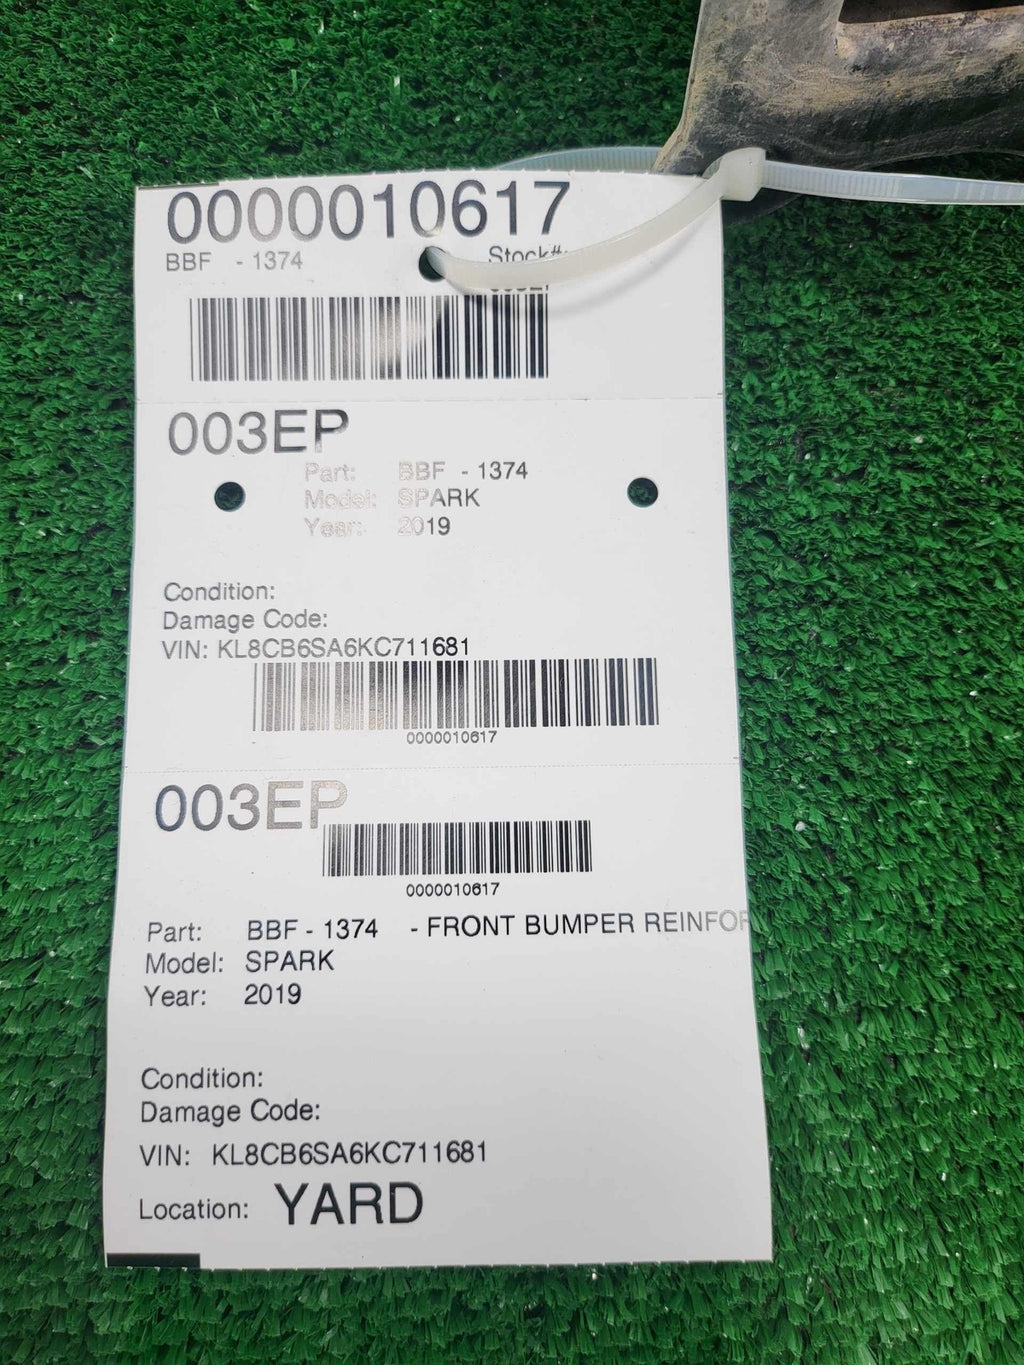 0000010617
BBF - 1374
Stock#:
003EP
Part: BBF - 1374
Model: SPARK
Year: 2019
Condition:
Damage Code:
VIN: KL8CB6SA6KC711681
0000010617
003EP
0000010617
Part: BBF - 1374 - FRONT BUMPER REINFOR
Model: SPARK
Year: 2019
Condition:
Damage Code:
VIN: KL8CB6SA6KC711681
Location: YARD